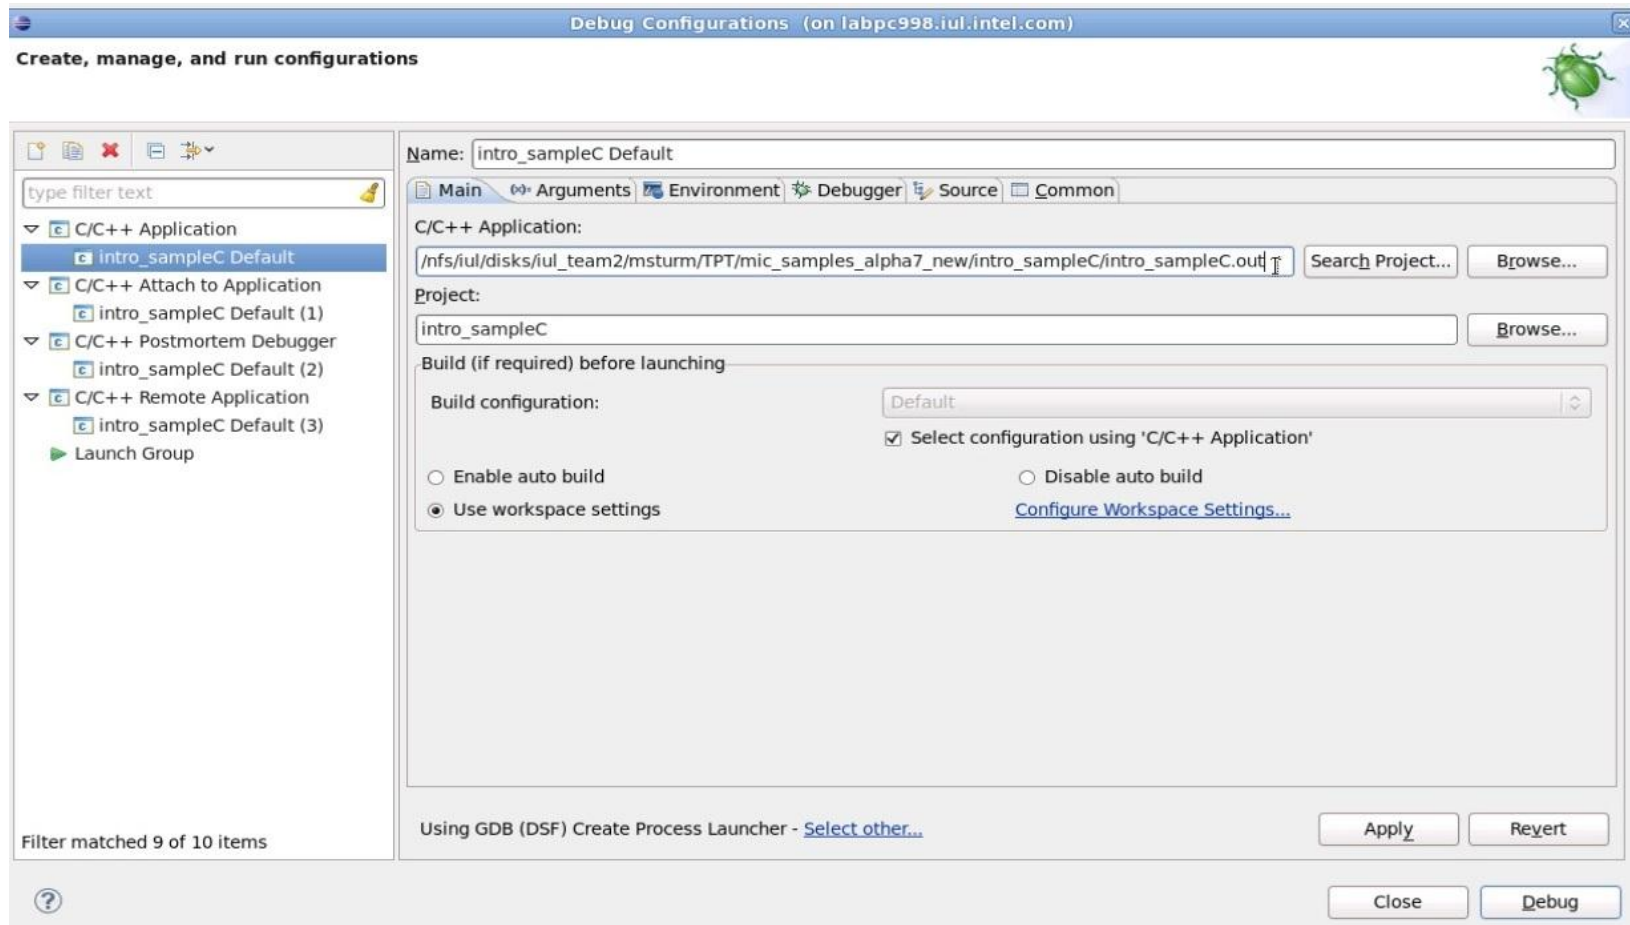 Debug Configurations (on labpc998.iul.intel.com)
Create, manage, and run configurations
type filter text
C/C++ Application
intro_sampleC Default
C/C++ Attach to Application
intro_sampleC Default (1)
C/C++ Postmortem Debugger
intro_sampleC Default (2)
C/C++ Remote Application
intro_sampleC Default (3)
Launch Group
Filter matched 9 of 10 items
Name: intro_sampleC Default
Main Arguments Environment Debugger Source Common
C/C++ Application:
/nfs/iul/disks/iul_team2/msturm/TPT/mic_samples_alpha7_new/intro_sampleC/intro_sampleC.out Search Project... Browse...
Project:
intro_sampleC Browse...
Build (if required) before launching
Build configuration: Default
Select configuration using 'C/C++ Application'
Enable auto build Disable auto build
Use workspace settings Configure Workspace Settings...
Using GDB (DSF) Create Process Launcher - Select other... Apply Revert
Close Debug